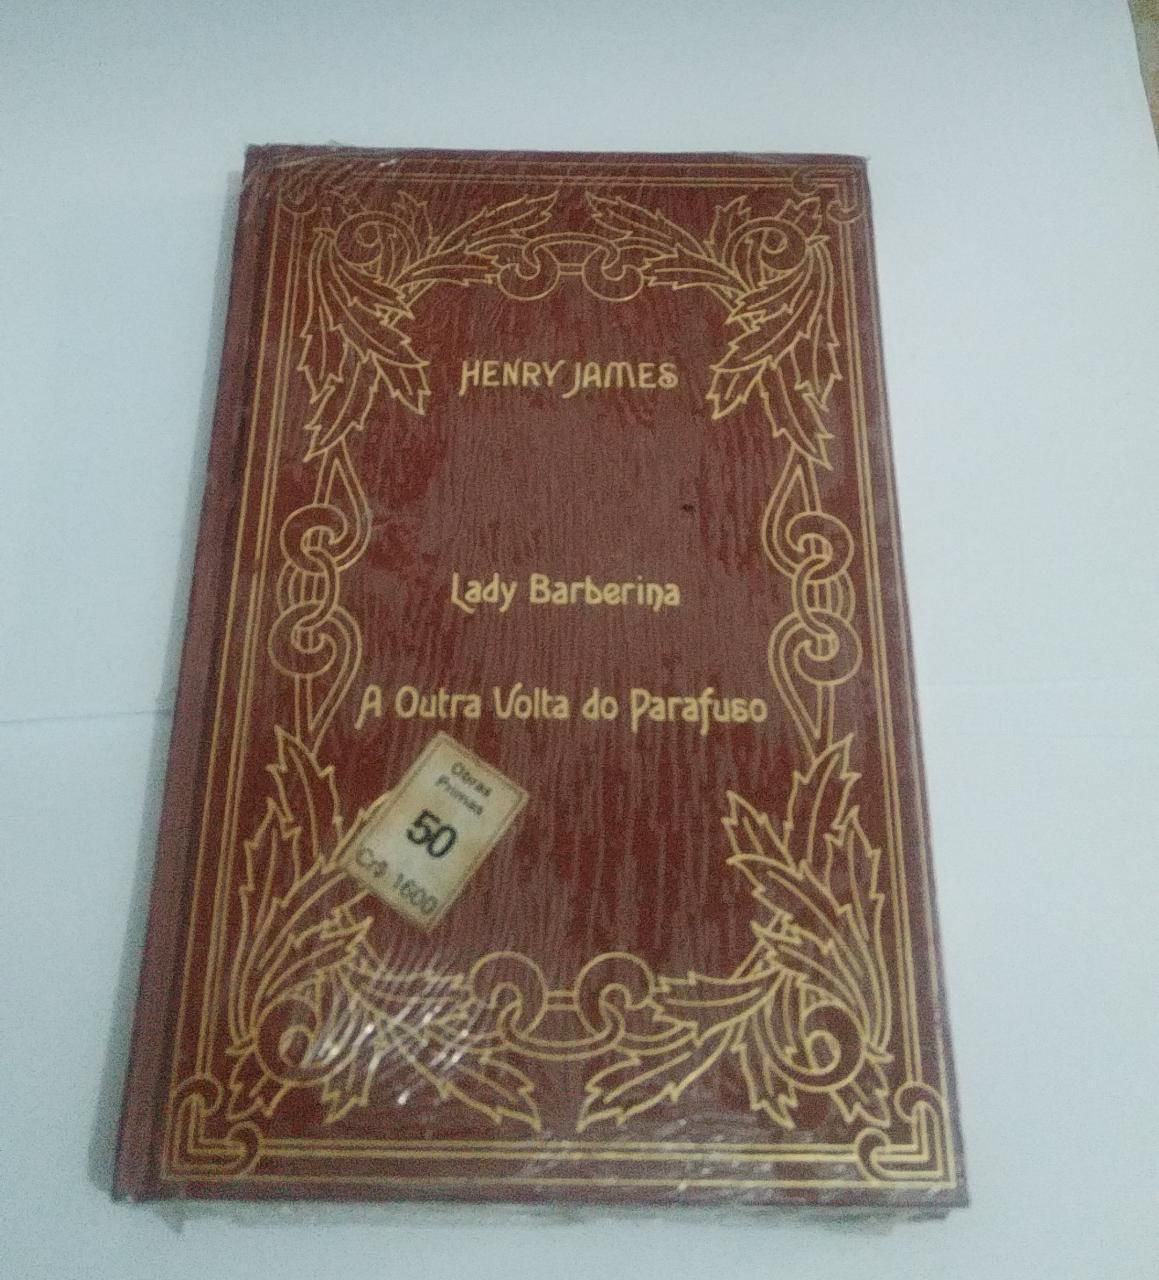 HENRY JAMES
Lady Barberina
A Outra Volta do Parafuso
Obras
Primas
50
Cr$ 1600